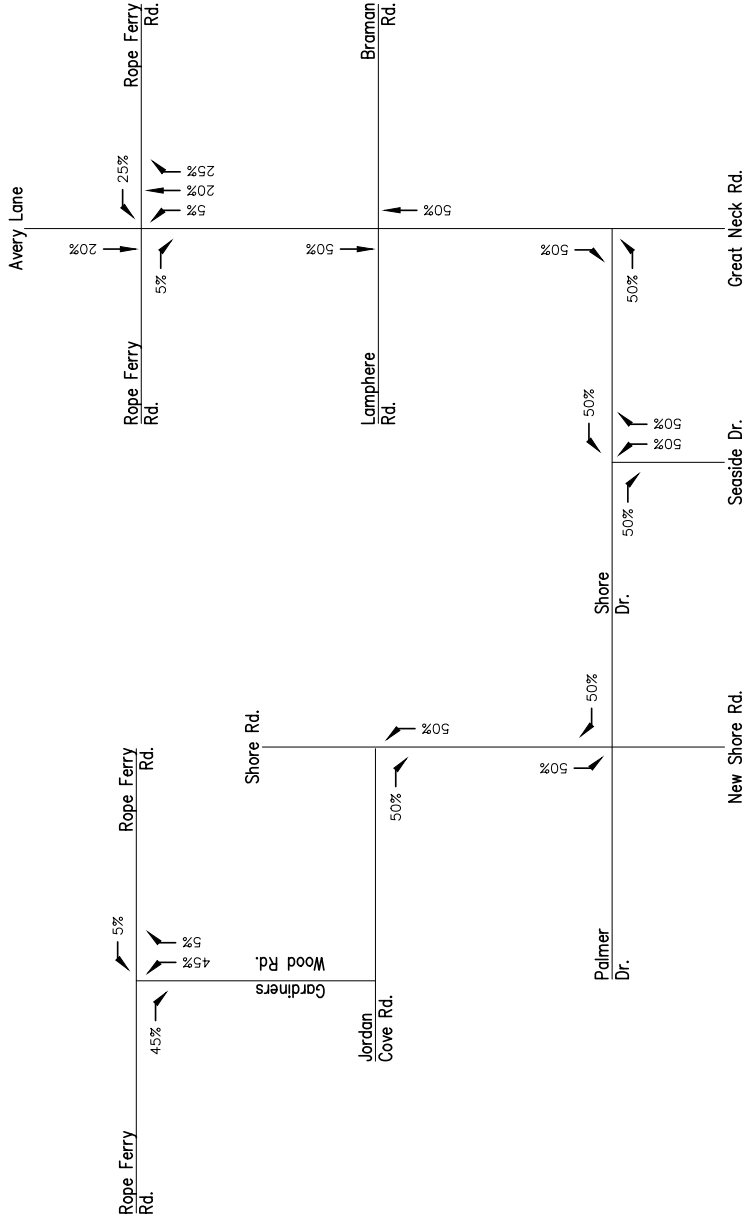 Avery Lane
Rope Ferry
Rd.
Rope Ferry
Rd.
20%
25%
5%
5%
20%
25%
Lamphere
Rd.
Braman
Rd.
50%
50%
50%
50%
Great Neck Rd.
50%
50%
50%
50%
Seaside Dr.
Shore
Dr.
Shore Rd.
50%
50%
50%
50%
New Shore Rd.
Palmer
Dr.
Rope Ferry
Rd.
Rope Ferry
Rd.
5%
45%
45%
5%
Gardiners
Wood Rd.
Jordan
Cove Rd.